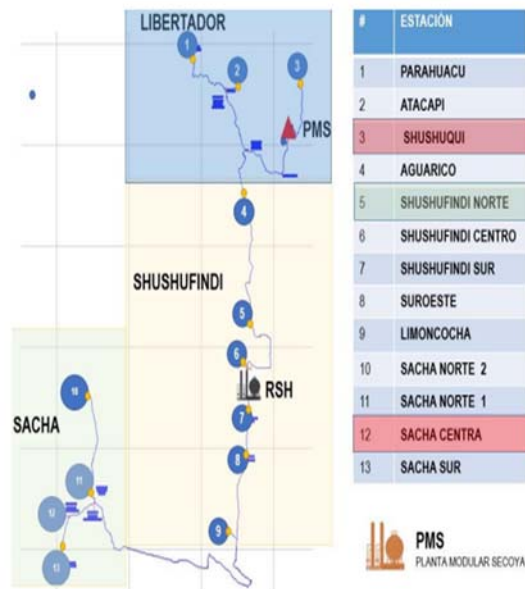 LIBERTADOR
1
2
3
PMS
4
SHUSHUFINDI
5
6
RSH
7
SACHA
10
8
11
12
9
13
# ESTACIÓN
1 PARAHUACU
2 ATACAPI
3 SHUSHUQUI
4 AGUARICO
5 SHUSHUFINDI NORTE
6 SHUSHUFINDI CENTRO
7 SHUSHUFINDI SUR
8 SUROESTE
9 LIMONCOCHA
10 SACHA NORTE 2
11 SACHA NORTE 1
12 SACHA CENTRA
13 SACHA SUR
PMS
PLANTA MODULAR SECOYA